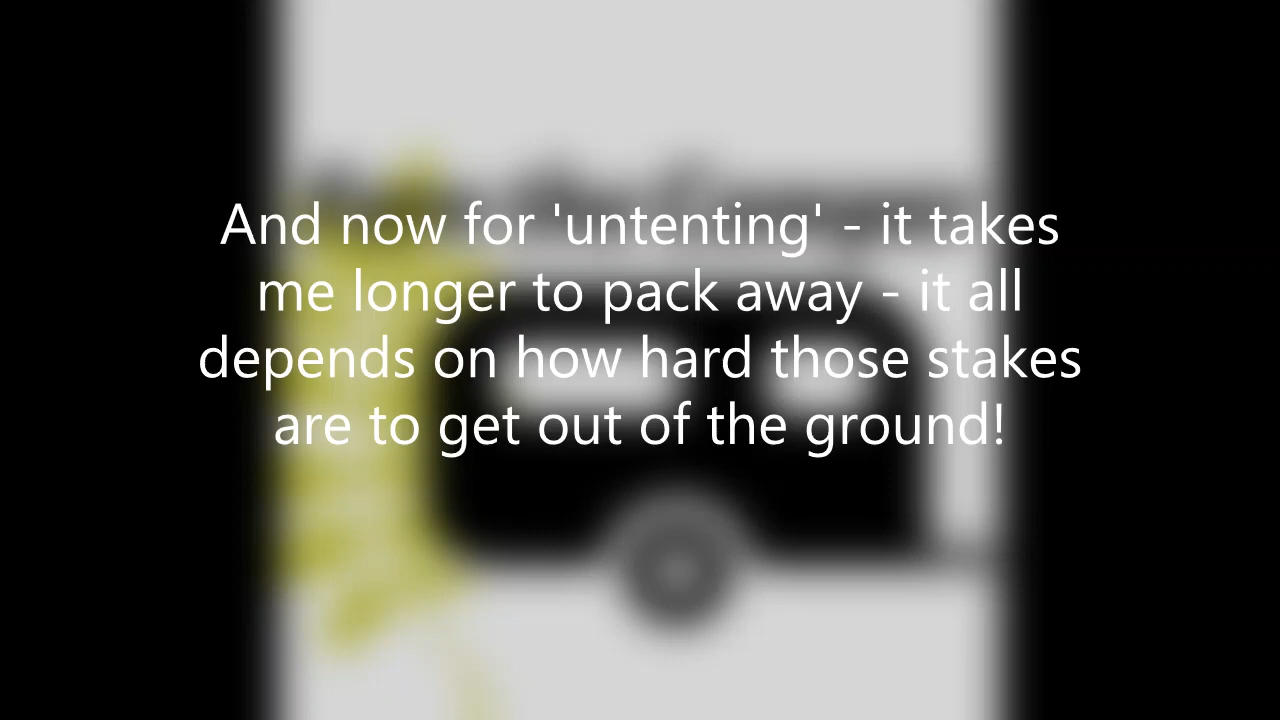 And now for 'untenting' - it takes
me longer to pack away - it all
depends on how hard those stakes
are to get out of the ground!